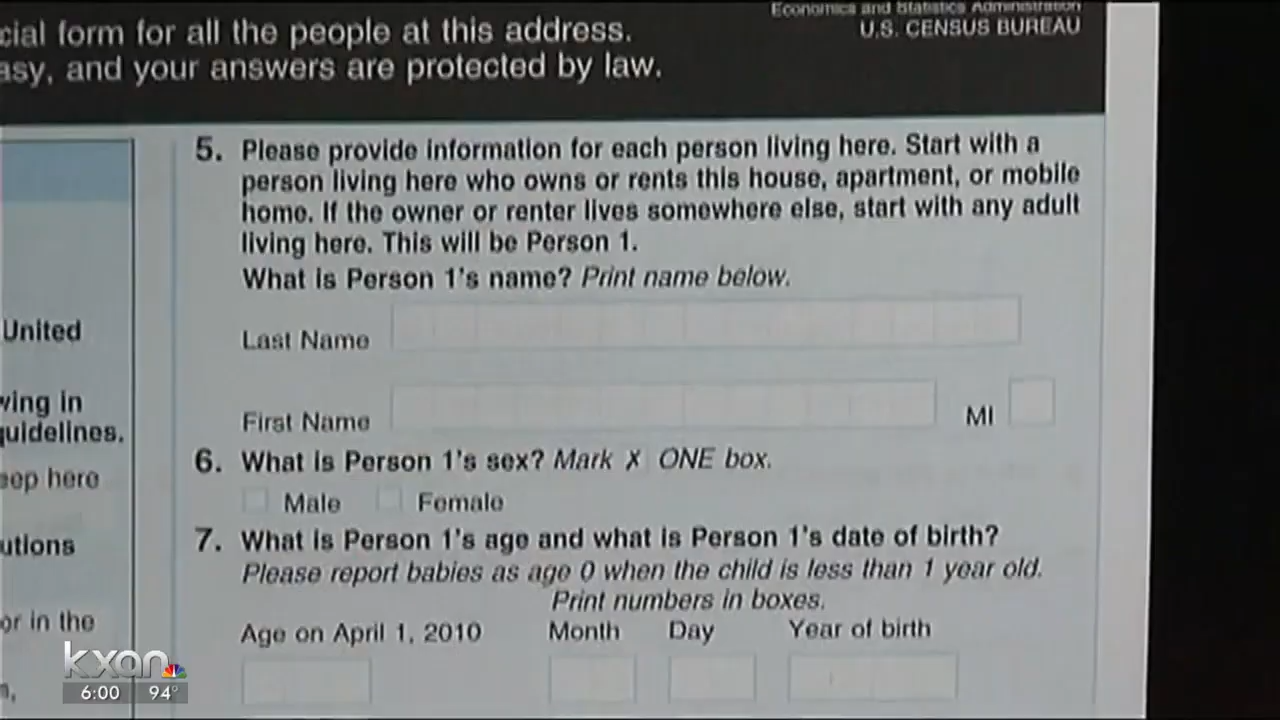 cial form for all the people at this address.
asy, and your answers are protected by law.
Economics and Statistics Administration
U.S. CENSUS BUREAU
United
ving in
guidelines.
eep here
utions
or in the
5. Please provide information for each person living here. Start with a
person living here who owns or rents this house, apartment, or mobile
home. If the owner or renter lives somewhere else, start with any adult
living here. This will be Person 1.
What is Person 1's name? Print name below.
Last Name
First Name MI
6. What is Person 1's sex? Mark X ONE box.
Male Female
7. What is Person 1's age and what is Person 1's date of birth?
Please report babies as age 0 when the child is less than 1 year old.
Print numbers in boxes.
Age on April 1, 2010 Month Day Year of birth
kxan
6:00 94°